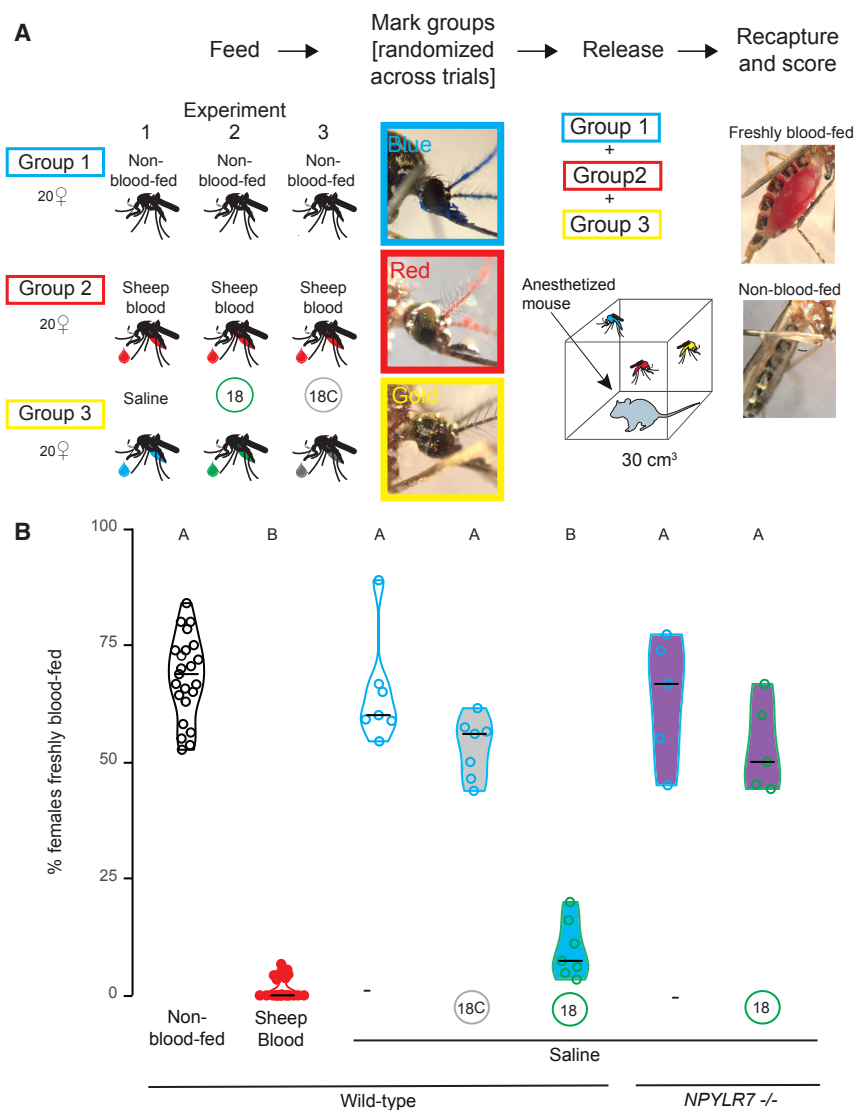 A
Feed
Mark groups
[randomized
across trials]
Release
Recapture
and score
Experiment
1 2 3
Group 1
20♀
Non-
blood-fed
Non-
blood-fed
Non-
blood-fed
Blue
Group 2
20♀
Sheep
blood
Sheep
blood
Sheep
blood
Red
Group 3
20♀
Saline
18
18C
Gold
Group 1
+
Group2
+
Group 3
Anesthetized
mouse
30 cm³
Freshly blood-fed
Non-blood-fed
B
% females freshly blood-fed
100
75
50
25
0
A B A A B A A
Non-
blood-fed
Sheep
Blood
-
18C
18
-
18
Saline
Wild-type
NPYLR7 -/-